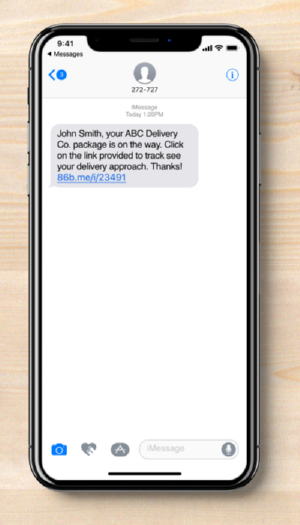 9:41
Messages
3
272-727
iMessage
Today 1:20PM
John Smith, your ABC Delivery
Co. package is on the way. Click
on the link provided to track see
your delivery approach. Thanks!
86b.me/i/23491
iMessage